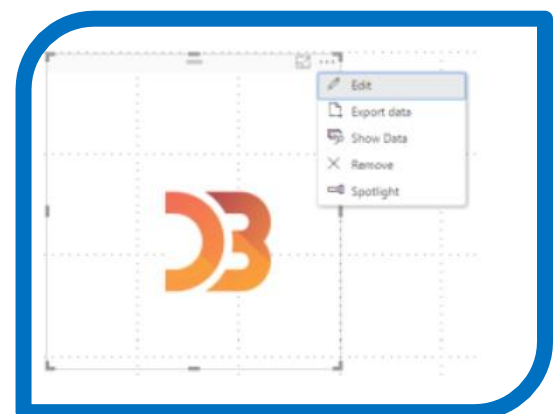 Edit
Export data
Show Data
Remove
Spotlight